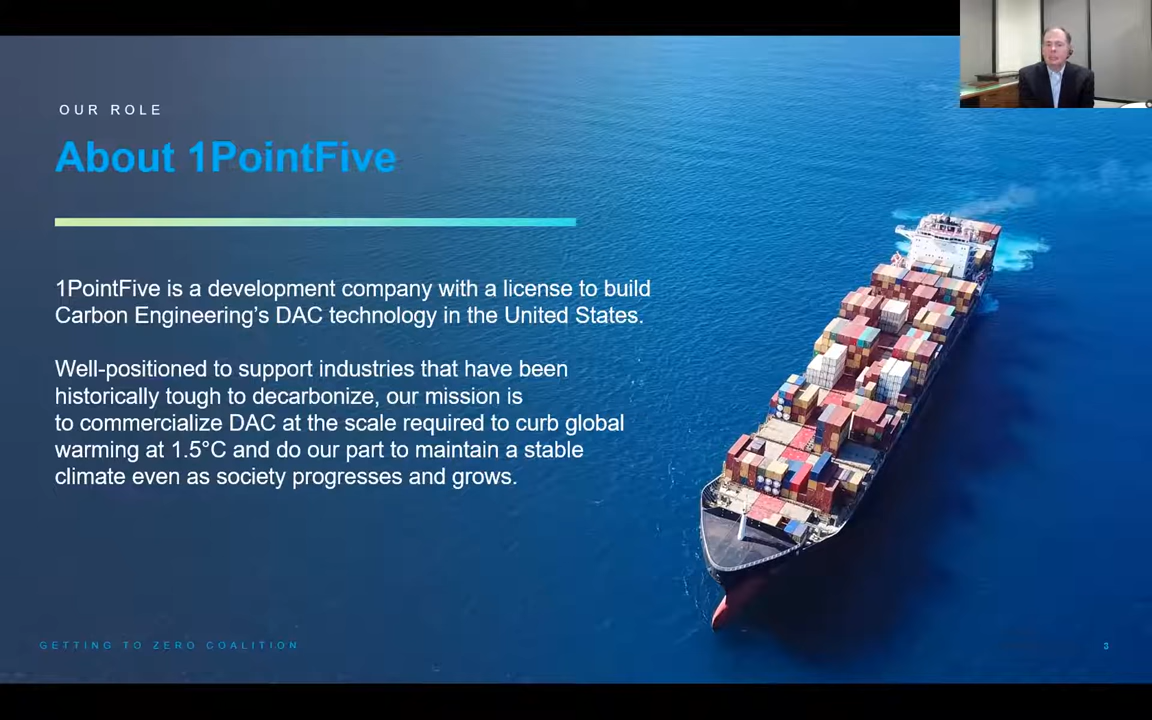 OUR ROLE
About 1PointFive
1PointFive is a development company with a license to build
Carbon Engineering’s DAC technology in the United States.
Well-positioned to support industries that have been
historically tough to decarbonize, our mission is
to commercialize DAC at the scale required to curb global
warming at 1.5°C and do our part to maintain a stable
climate even as society progresses and grows.
GETTING TO ZERO COALITION
3